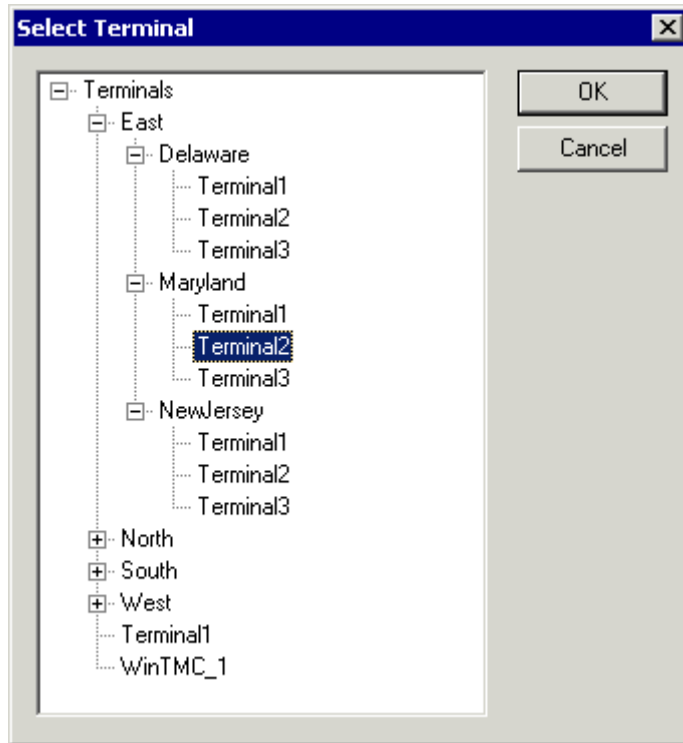 Select Terminal
Terminals
OK
East
Cancel
Delaware
Terminal1
Terminal2
Terminal3
Maryland
Terminal1
Terminal2
Terminal3
NewJersey
Terminal1
Terminal2
Terminal3
North
South
West
Terminal1
WinTMC_1